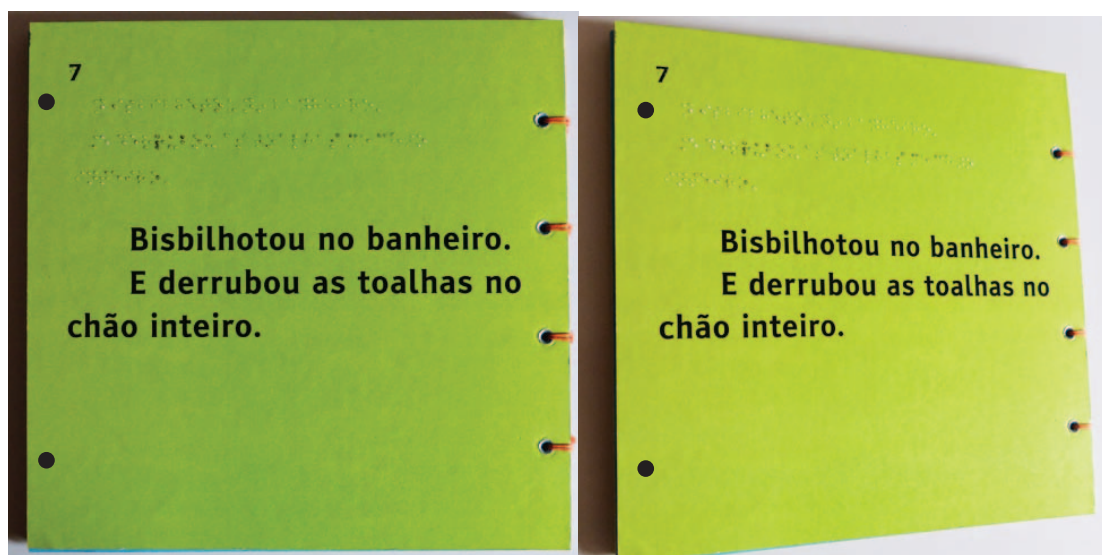 7
Bisbilhotou no banheiro.
E derrubou as toalhas no
chão inteiro.
7
Bisbilhotou no banheiro.
E derrubou as toalhas no
chão inteiro.